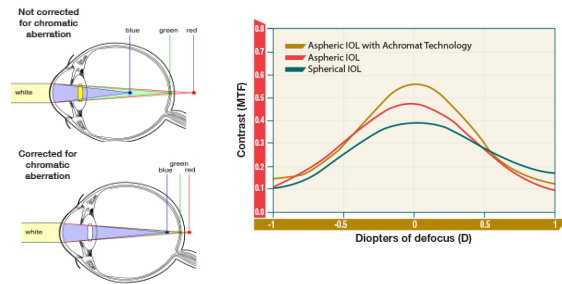 Not corrected
for chromatic
aberration
blue
green
red
white
Corrected for
chromatic
aberration
blue
green
red
white
Contrast (MTF)
0.8
0.7
0.6
0.5
0.4
0.3
0.2
0.1
0.0
Aspheric IOL with Achromat Technology
Aspheric IOL
Spherical IOL
-1
-0.5
0
0.5
1
Diopters of defocus (D)